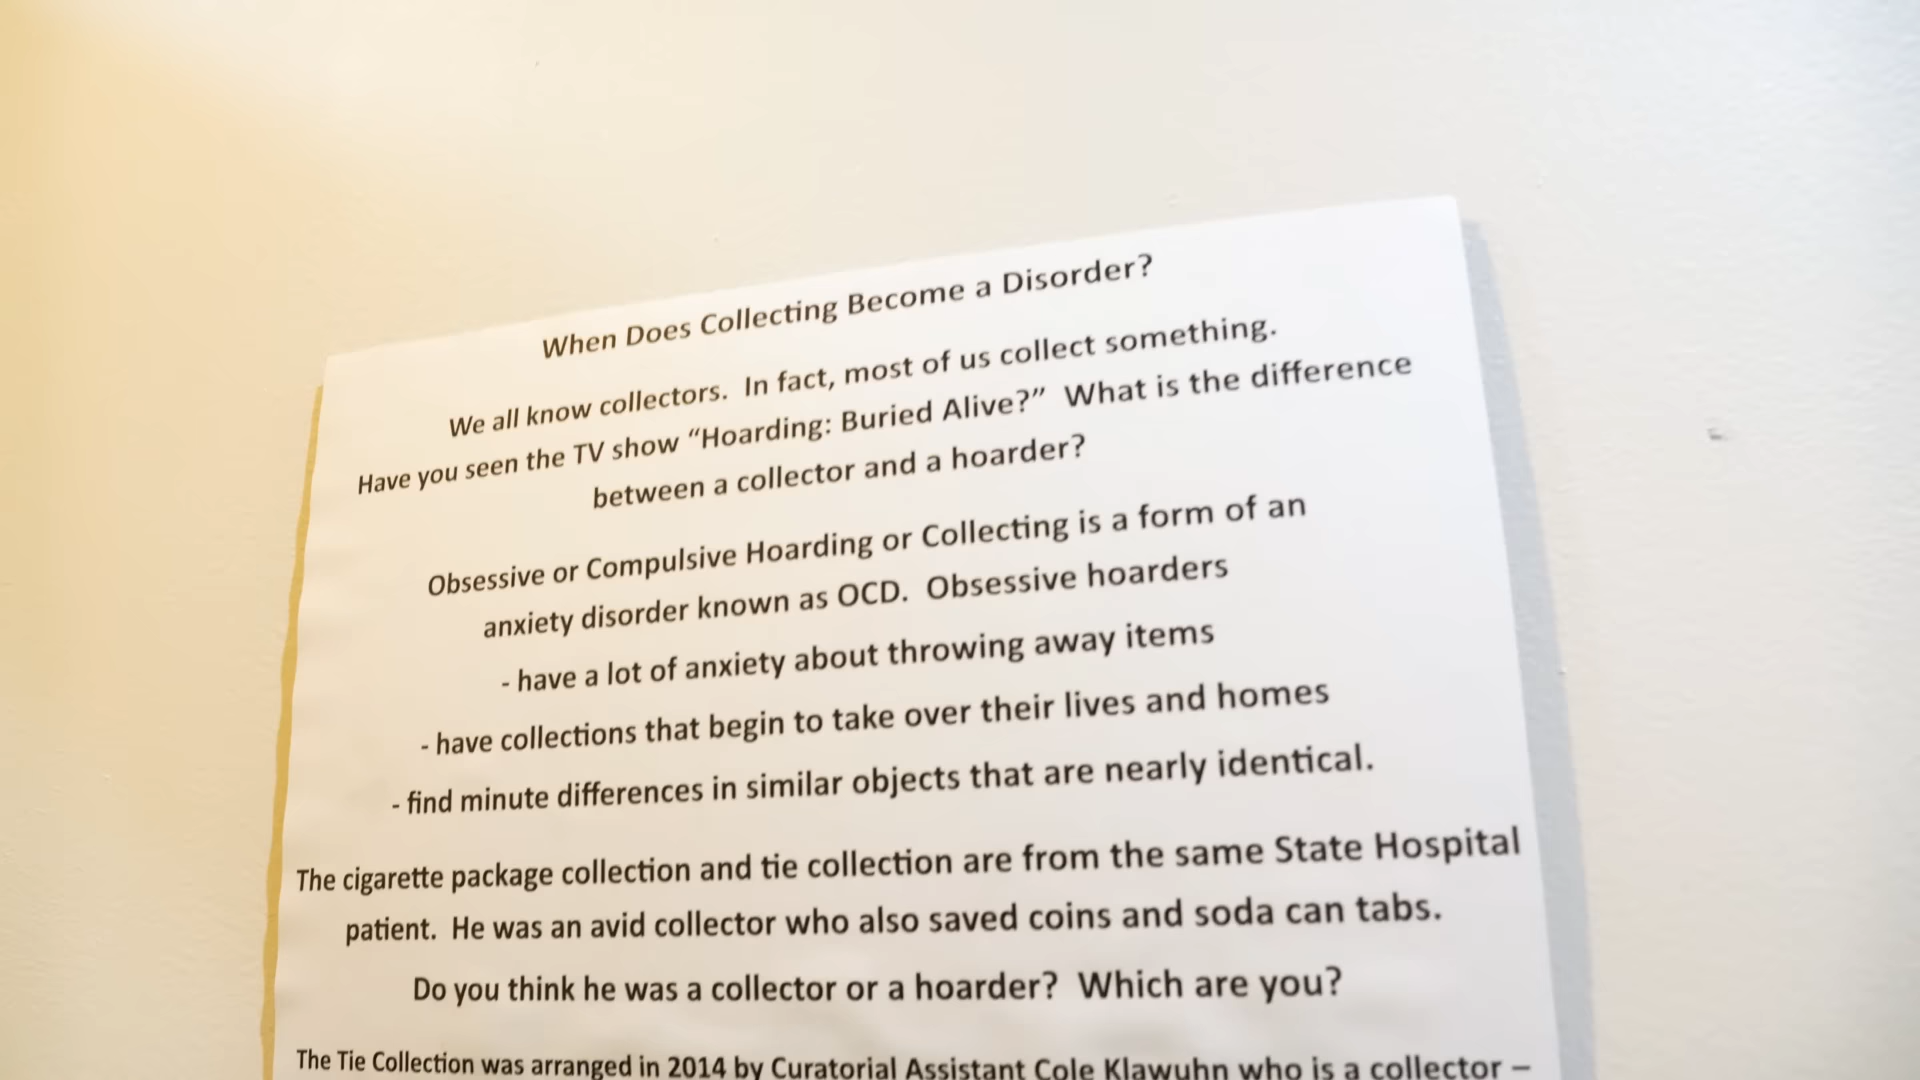 When Does Collecting Become a Disorder?
We all know collectors.  In fact, most of us collect something.
Have you seen the TV show “Hoarding: Buried Alive?”  What is the difference
between a collector and a hoarder?
Obsessive or Compulsive Hoarding or Collecting is a form of an
anxiety disorder known as OCD.  Obsessive hoarders
- have a lot of anxiety about throwing away items
- have collections that begin to take over their lives and homes
- find minute differences in similar objects that are nearly identical.
The cigarette package collection and tie collection are from the same State Hospital
patient.  He was an avid collector who also saved coins and soda can tabs.
Do you think he was a collector or a hoarder?  Which are you?
The Tie Collection was arranged in 2014 by Curatorial Assistant Cole Klawuhn who is a collector –